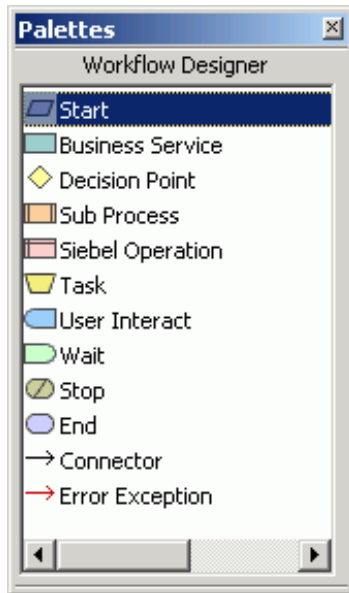 Palettes
Workflow Designer
Start
Business Service
Decision Point
Sub Process
Siebel Operation
Task
User Interact
Wait
Stop
End
Connector
Error Exception